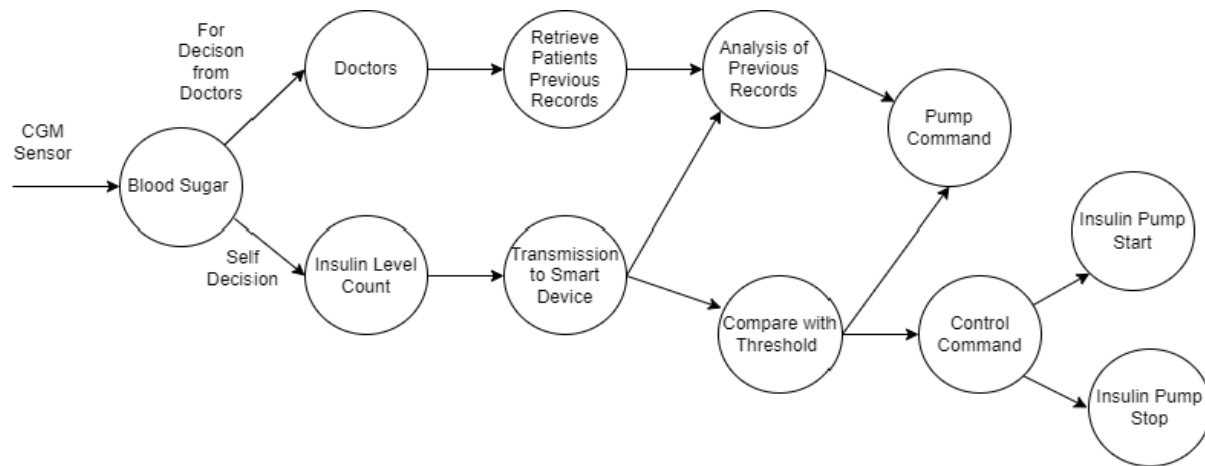 For
Decison
from
Doctors
Doctors
Retrieve
Patients
Previous
Records
Analysis of
Previous
Records
Pump
Command
CGM
Sensor
Blood Sugar
Self
Decision
Insulin Level
Count
Transmission
to Smart
Device
Compare with
Threshold
Control
Command
Insulin Pump
Start
Insulin Pump
Stop